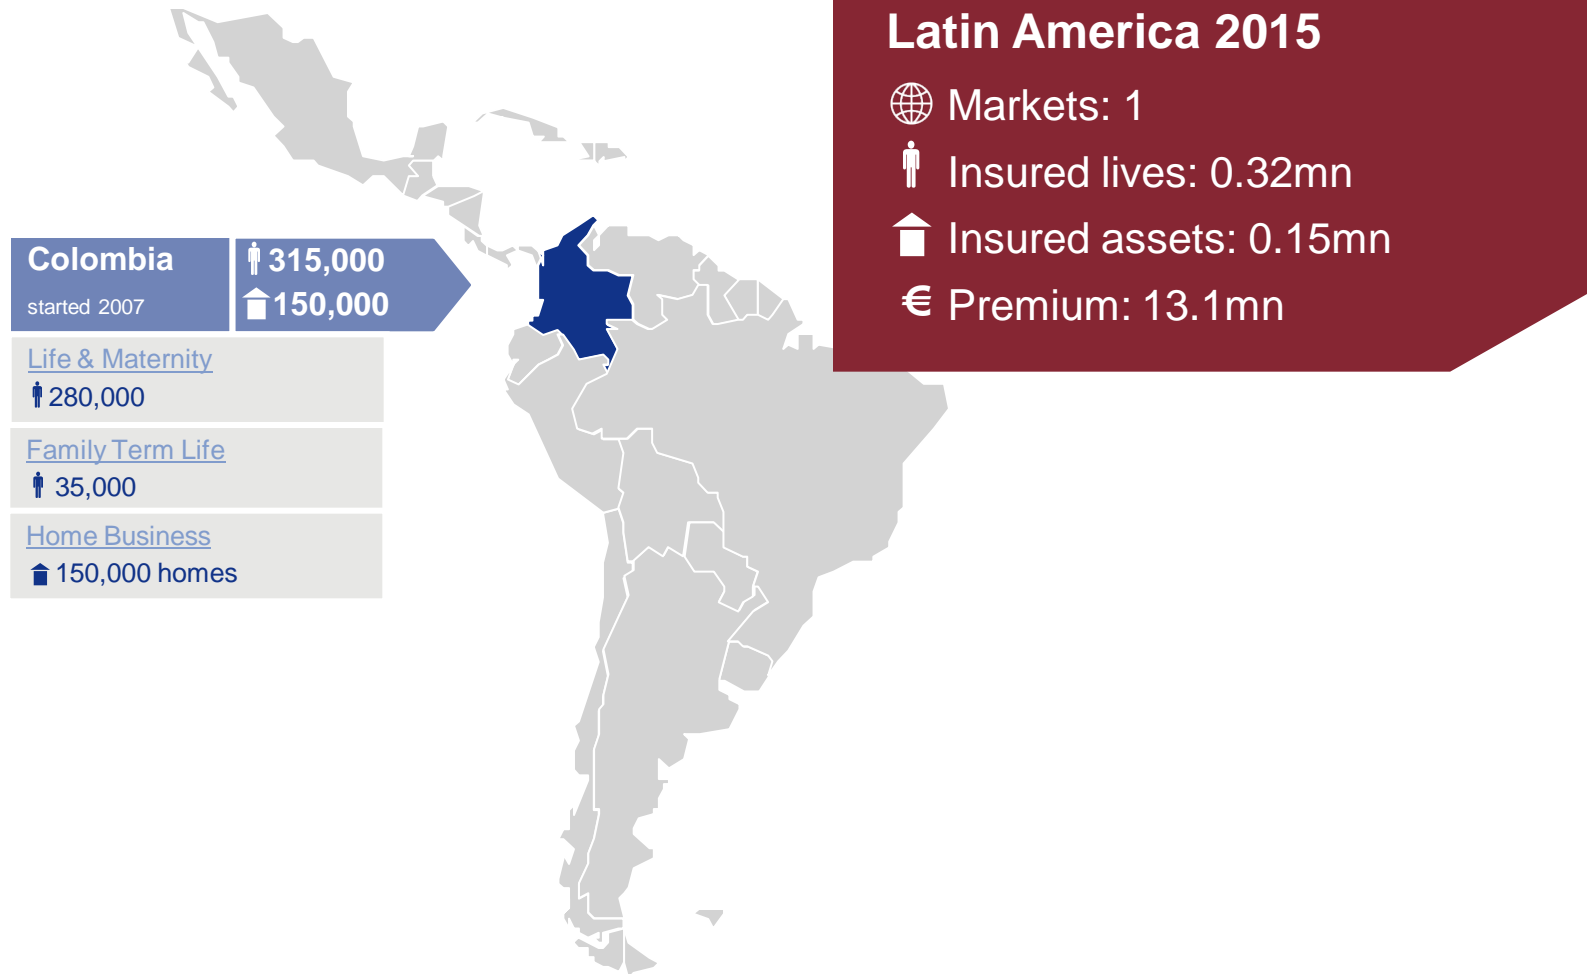 Latin America 2015
Markets: 1
Insured lives: 0.32mn
Insured assets: 0.15mn
€ Premium: 13.1mn
Colombia
started 2007
315,000
150,000
Life & Maternity
280,000
Family Term Life
35,000
Home Business
150,000 homes